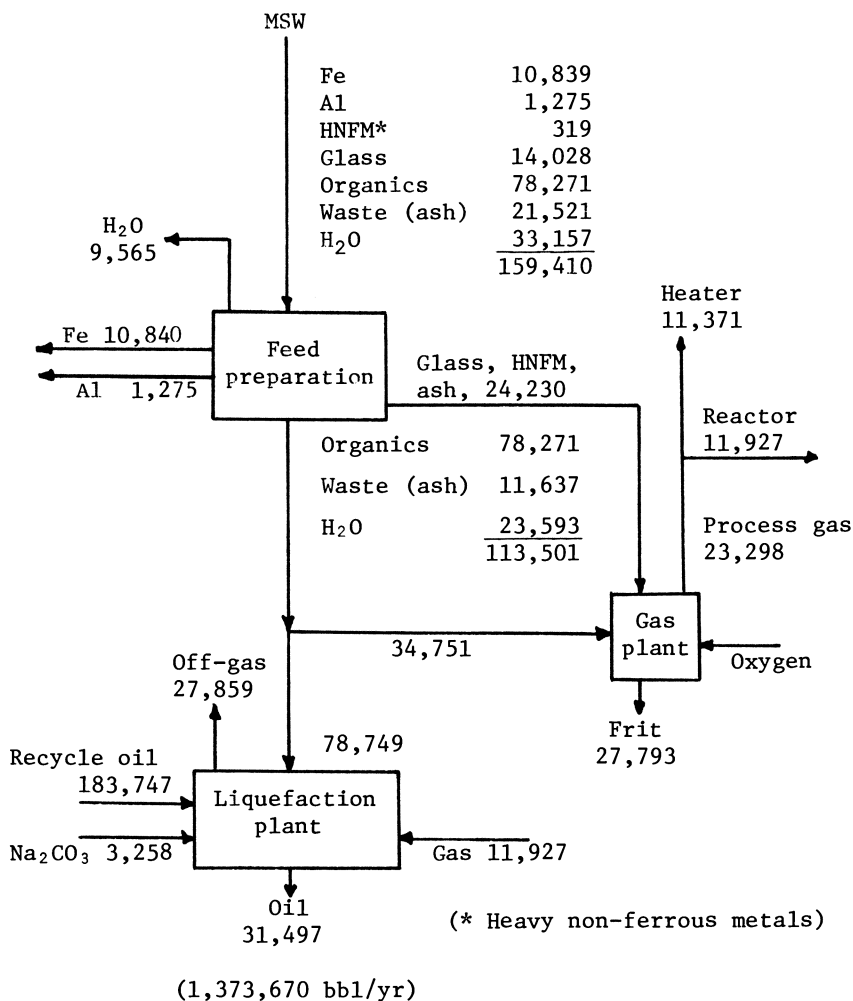 MSW
Fe 10,839
Al 1,275
HNFM* 319
Glass 14,028
Organics 78,271
Waste (ash) 21,521
H₂O 33,157
159,410
H₂O
9,565
Fe 10,840
Al 1,275
Feed
preparation
Glass, HNFM,
ash, 24,230
Heater
11,371
Reactor
11,927
Process gas
23,298
Organics 78,271
Waste (ash) 11,637
H₂O 23,593
113,501
Gas
plant
Oxygen
34,751
Frit
27,793
Off-gas
27,859
78,749
Recycle oil
183,747
Na₂CO₃ 3,258
Liquefaction
plant
Gas 11,927
Oil
31,497
(* Heavy non-ferrous metals)
(1,373,670 bbl/yr)